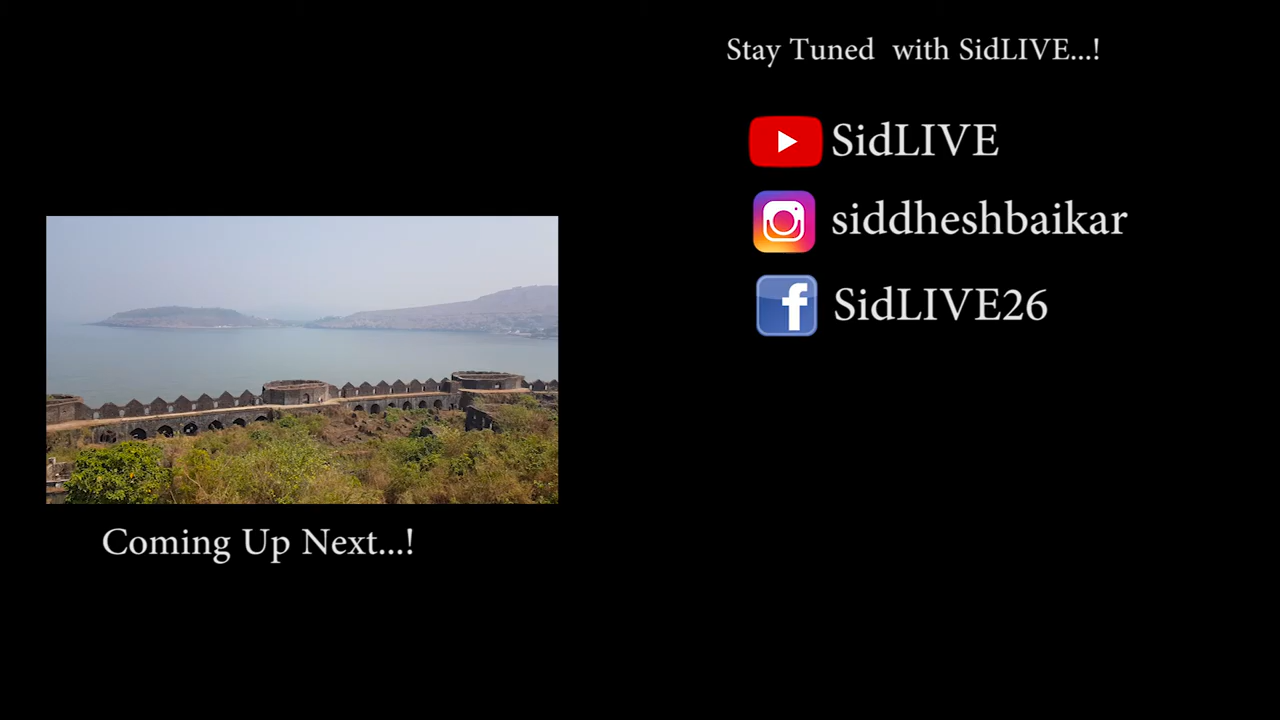 Stay Tuned with SidLIVE...!
SidLIVE
siddheshbaikar
SidLIVE26
Coming Up Next...!